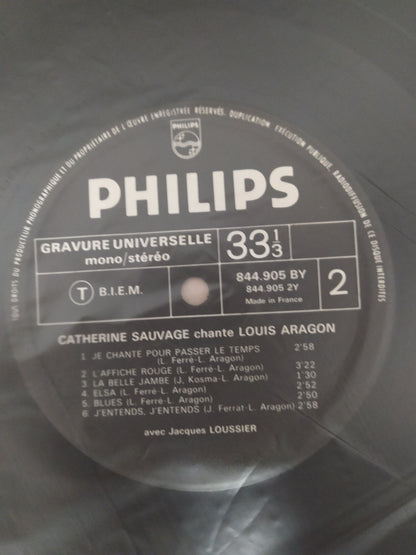 TOUS DROITS DU PRODUCTEUR PHONOGRAPHIQUE ET DU PROPRIÉTAIRE DE L'ŒUVRE ENREGISTRÉE RÉSERVÉS. DUPLICATION EXÉCUTION PUBLIQUE, RADIODIFFUSION DE CE DISQUE INTERDITES
PHILIPS
PHILIPS
GRAVURE UNIVERSELLE
mono/stéréo
33 1/3
T B.I.E.M.
844.905 BY
844.905 2Y
Made in France
2
CATHERINE SAUVAGE chante LOUIS ARAGON
1. JE CHANTE POUR PASSER LE TEMPS 2'58
(L. Ferré-L. Aragon)
2. L'AFFICHE ROUGE (L. Ferré-L. Aragon) 3'22
3. LA BELLE JAMBE (J. Kosma-L. Aragon) 1'30
4. ELSA (L. Ferré-L. Aragon) 2'52
5. BLUES (L. Ferré-L. Aragon) 2'50
6. J'ENTENDS, J'ENTENDS (J. Ferrat-L. Aragon) 2'58
avec Jacques LOUSSIER